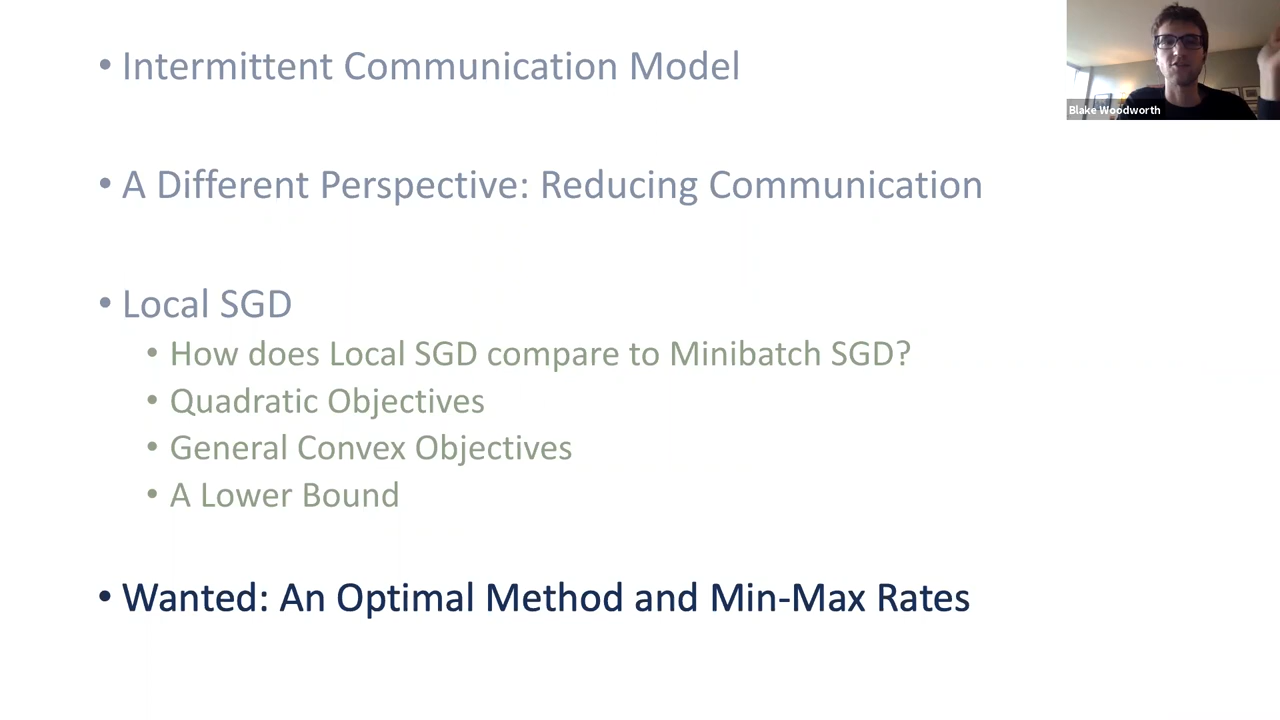 • Intermittent Communication Model
Blake Woodworth
• A Different Perspective: Reducing Communication
• Local SGD
• How does Local SGD compare to Minibatch SGD?
• Quadratic Objectives
• General Convex Objectives
• A Lower Bound
• Wanted: An Optimal Method and Min-Max Rates